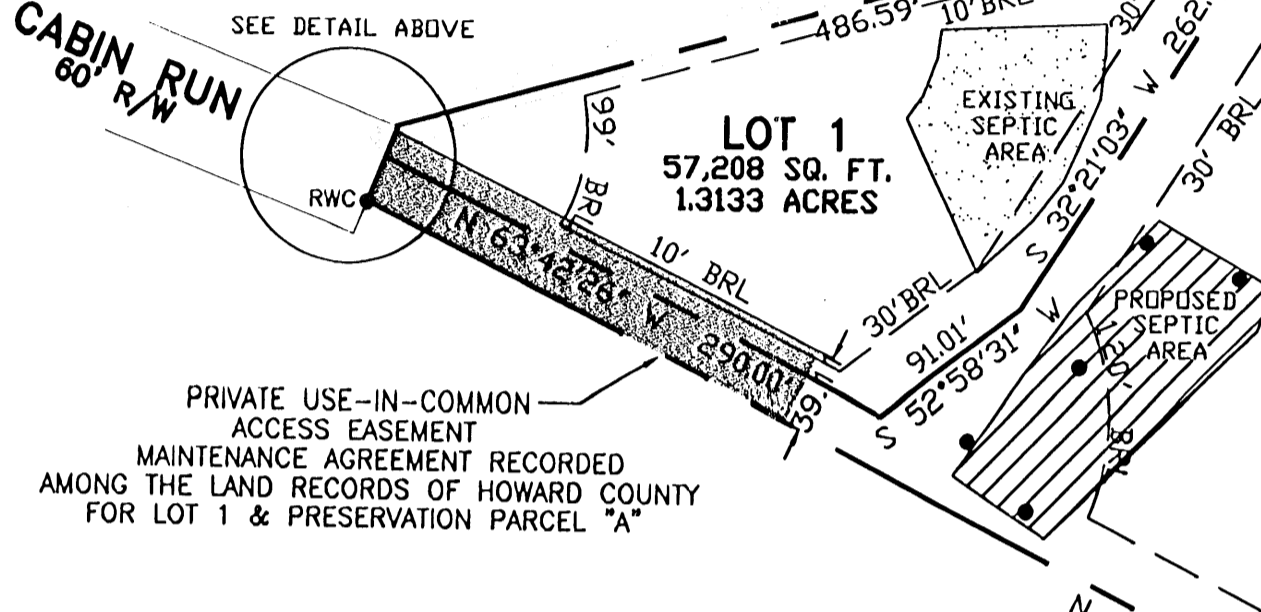 SEE DETAIL ABOVE
CABIN RUN
60' R/W
486.59'
10' BRL
30'
262.
EXISTING
SEPTIC
AREA
99' BRL
LOT 1
57,208 SQ. FT.
1.3133 ACRES
S 32°21'03" W
30' BRL
RWC
N 63°42'26" W 290.00'
10' BRL
30' BRL
91.01'
S 52°58'31" W
39.
PROPOSED
SEPTIC
AREA
120' BRL
PRIVATE USE-IN-COMMON
ACCESS EASEMENT
MAINTENANCE AGREEMENT RECORDED
AMONG THE LAND RECORDS OF HOWARD COUNTY
FOR LOT 1 & PRESERVATION PARCEL "A"
N